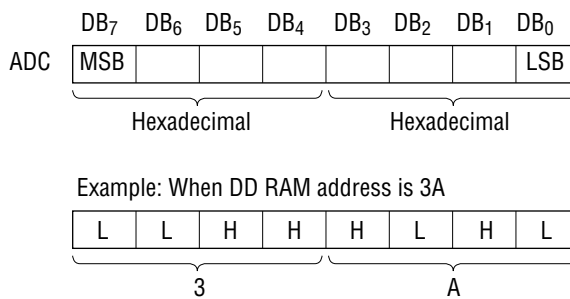 DB7 DB6 DB5 DB4 DB3 DB2 DB1 DB0
ADC MSB LSB
Hexadecimal Hexadecimal
Example: When DD RAM address is 3A
L L H H H L H L
3 A